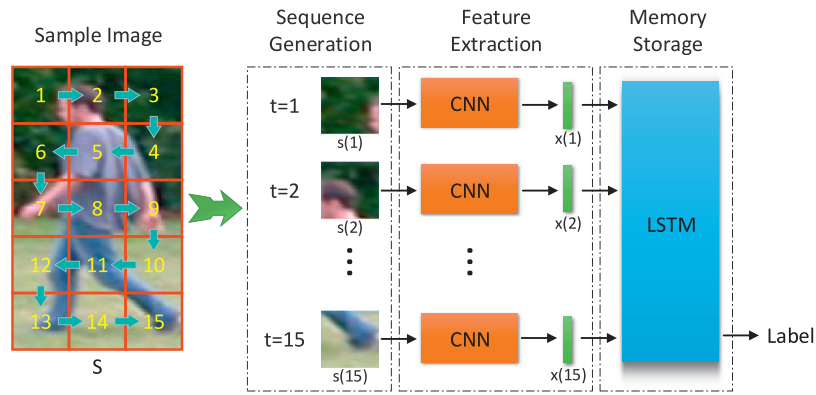 Sample Image
Sequence Generation
Feature Extraction
Memory Storage
1 2 3
6 5 4
7 8 9
12 11 10
13 14 15
S
t=1
s(1)
CNN
x(1)
t=2
s(2)
CNN
x(2)
t=15
s(15)
CNN
x(15)
LSTM
Label